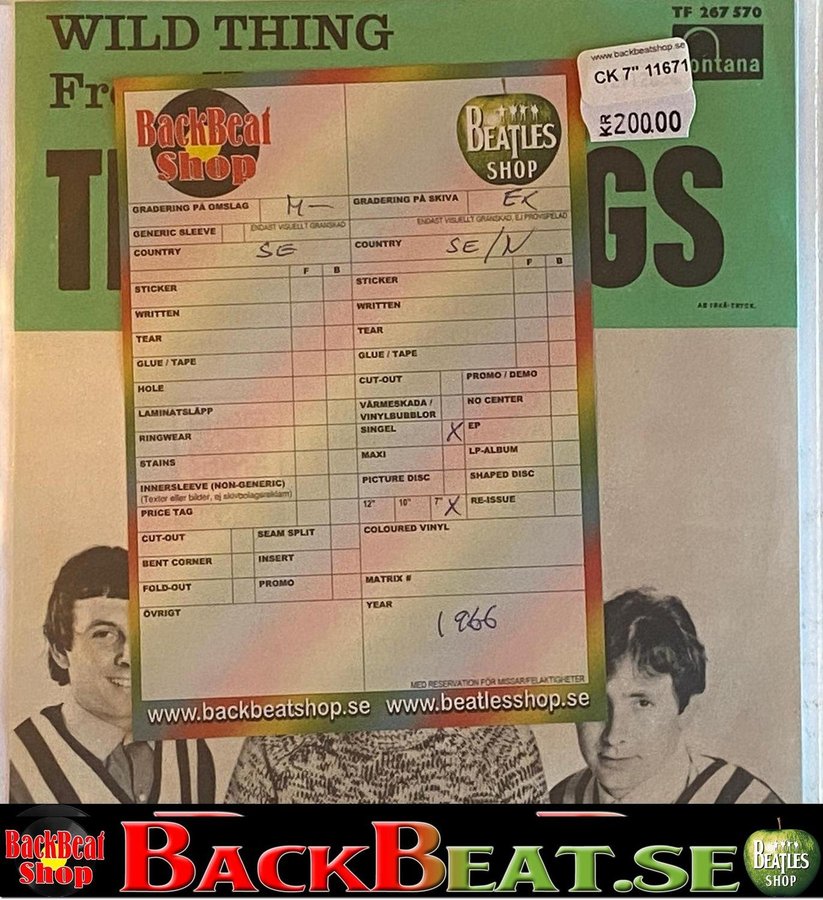 WILD THING
TF 267 570
fontana
www.backbeatshop.se
CK 7" 11671
KR 200.00
GS
AB IRKÅ-TRYCK.
BackBeat
Shop
BEATLES
SHOP
GRADERING PÅ OMSLAG M-
ENDAST VISUELLT GRANSKAD
GENERIC SLEEVE
COUNTRY SE
F B
STICKER
WRITTEN
TEAR
GLUE / TAPE
HOLE
LAMINATSLÄPP
RINGWEAR
STAINS
INNERSLEEVE (NON-GENERIC)
(Texter eller bilder, ej skivbolagsreklam)
PRICE TAG
CUT-OUT SEAM SPLIT
BENT CORNER INSERT
FOLD-OUT PROMO
ÖVRIGT
GRADERING PÅ SKIVA EX
ENDAST VISUELLT GRANSKAD, EJ PROVSPELAD
COUNTRY SE/N
F B
STICKER
WRITTEN
TEAR
GLUE / TAPE
CUT-OUT PROMO / DEMO
VÄRMESKADA / NO CENTER
VINYLBUBBLOR
SINGEL X EP
MAXI LP-ALBUM
PICTURE DISC SHAPED DISC
12" 10" 7" X RE-ISSUE
COLOURED VINYL
MATRIX #
YEAR
1966
MED RESERVATION FÖR MISSAR/FELAKTIGHETER
www.backbeatshop.se www.beatlesshop.se
BackBeat
Shop
BACKBEAT.SE
BEATLES
SHOP